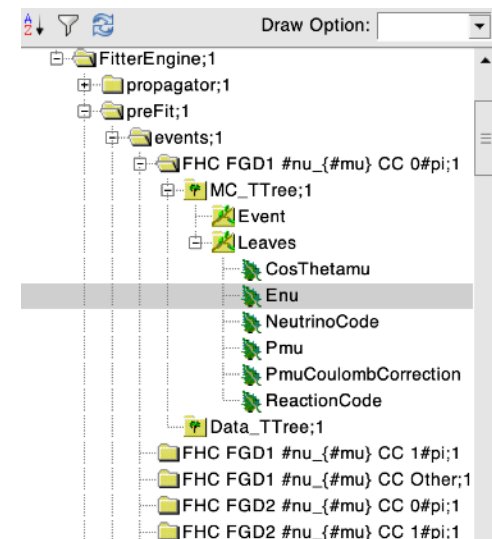 A
Z
Draw Option:
FitterEngine;1
propagator;1
preFit;1
events;1
FHC FGD1 #nu_{#mu} CC 0#pi;1
MC_TTree;1
Event
Leaves
CosThetamu
Enu
NeutrinoCode
Pmu
PmuCoulombCorrection
ReactionCode
Data_TTree;1
FHC FGD1 #nu_{#mu} CC 1#pi;1
FHC FGD1 #nu_{#mu} CC Other;1
FHC FGD2 #nu_{#mu} CC 0#pi;1
FHC FGD2 #nu_{#mu} CC 1#pi;1